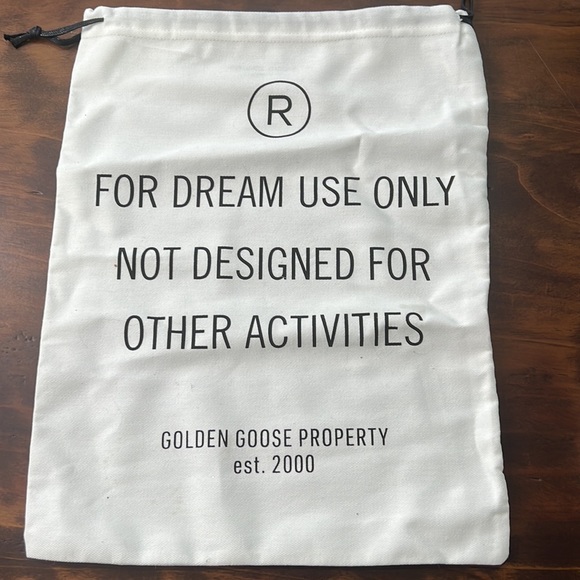 ®
FOR DREAM USE ONLY
NOT DESIGNED FOR
OTHER ACTIVITIES
GOLDEN GOOSE PROPERTY
est. 2000